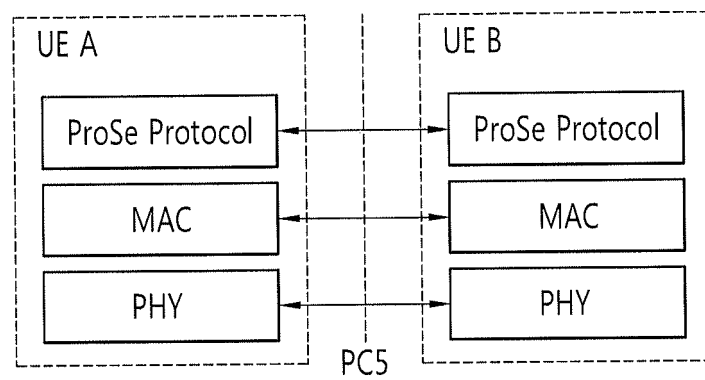 UE A
UE B
ProSe Protocol
ProSe Protocol
MAC
MAC
PHY
PHY
PC5